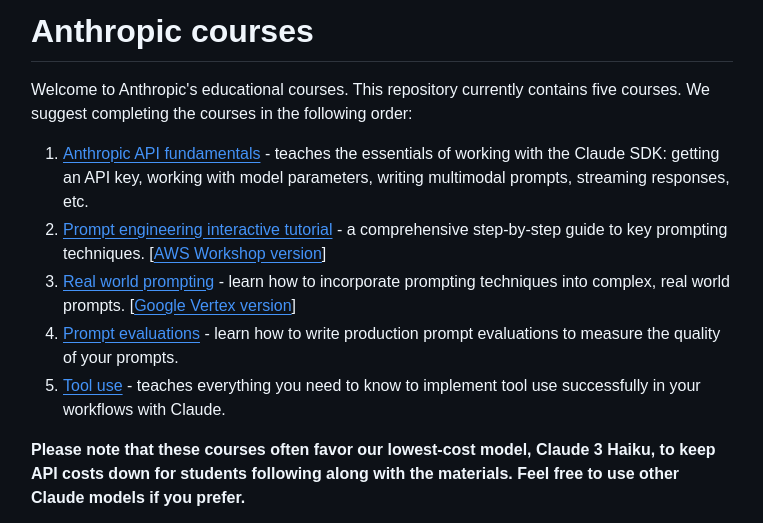 Anthropic courses
Welcome to Anthropic's educational courses. This repository currently contains five courses. We
suggest completing the courses in the following order:
1. Anthropic API fundamentals - teaches the essentials of working with the Claude SDK: getting
an API key, working with model parameters, writing multimodal prompts, streaming responses,
etc.
2. Prompt engineering interactive tutorial - a comprehensive step-by-step guide to key prompting
techniques. [AWS Workshop version]
3. Real world prompting - learn how to incorporate prompting techniques into complex, real world
prompts. [Google Vertex version]
4. Prompt evaluations - learn how to write production prompt evaluations to measure the quality
of your prompts.
5. Tool use - teaches everything you need to know to implement tool use successfully in your
workflows with Claude.
Please note that these courses often favor our lowest-cost model, Claude 3 Haiku, to keep
API costs down for students following along with the materials. Feel free to use other
Claude models if you prefer.